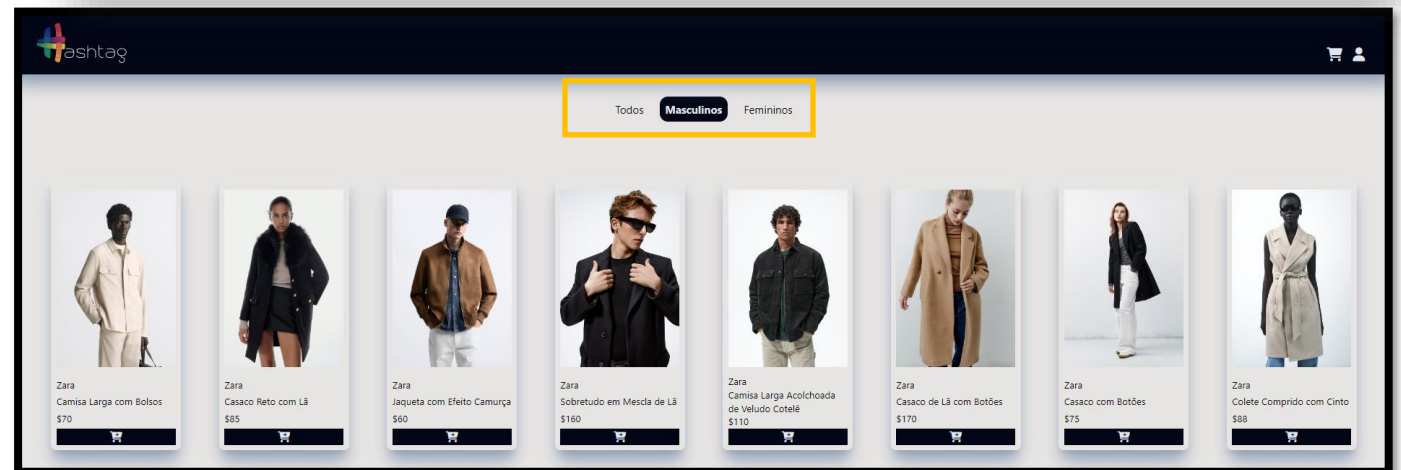 Hashtag
Todos Masculinos Femininos
Zara
Camisa Larga com Bolsos
$70
Zara
Casaco Reto com Lã
$85
Zara
Jaqueta com Efeito Camurça
$60
Zara
Sobretudo em Mescla de Lã
$160
Zara
Camisa Larga Acolchoada
de Veludo Cotelê
$110
Zara
Casaco de Lã com Botões
$170
Zara
Casaco com Botões
$75
Zara
Colete Comprido com Cinto
$88